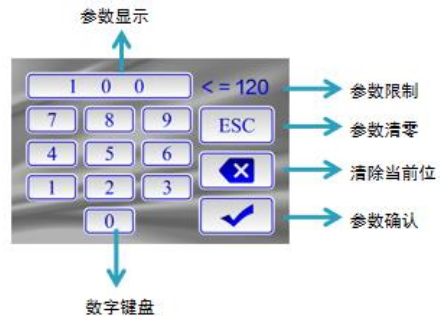 参数显示
1 0 0 <=120 参数限制
7 8 9 ESC 参数清零
4 5 6 清除当前位
1 2 3
0 参数确认
数字键盘